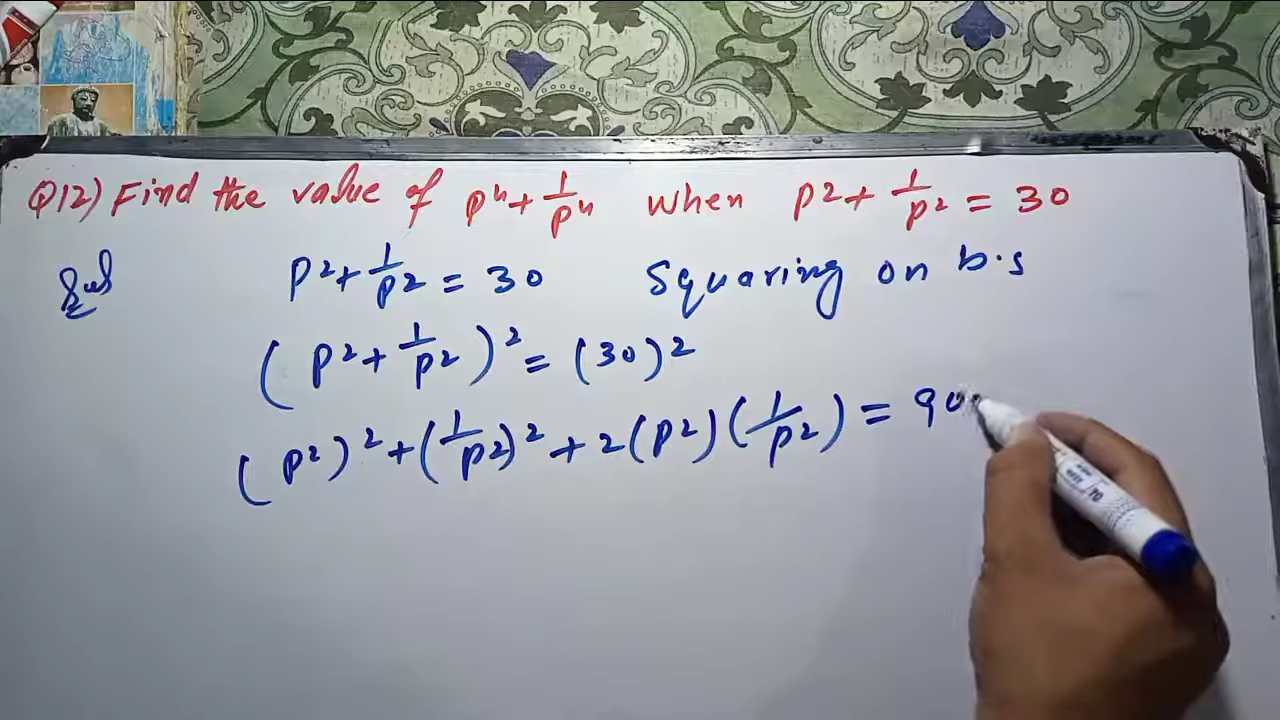 Q12) Find the value of p⁴ + 1/p⁴ when p² + 1/p² = 30
Sol p² + 1/p² = 30 Squaring on b.s
(p² + 1/p²)² = (30)²
(p²)² + (1/p²)² + 2(p²)(1/p²) = 900